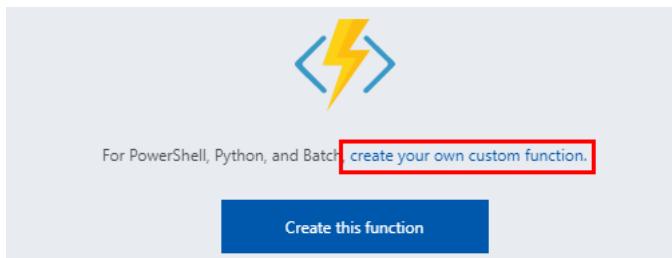 For PowerShell, Python, and Batch, create your own custom function.
Create this function